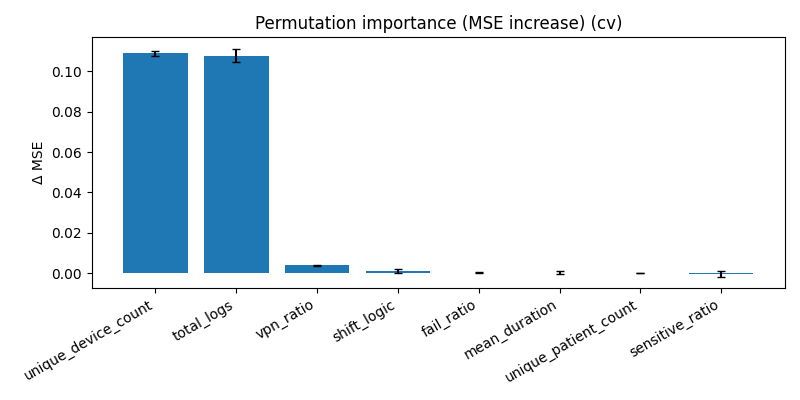 Permutation importance (MSE increase) (cv)
Δ MSE
0.10
0.08
0.06
0.04
0.02
0.00
unique_device_count
total_logs
vpn_ratio
shift_logic
fail_ratio
mean_duration
unique_patient_count
sensitive_ratio